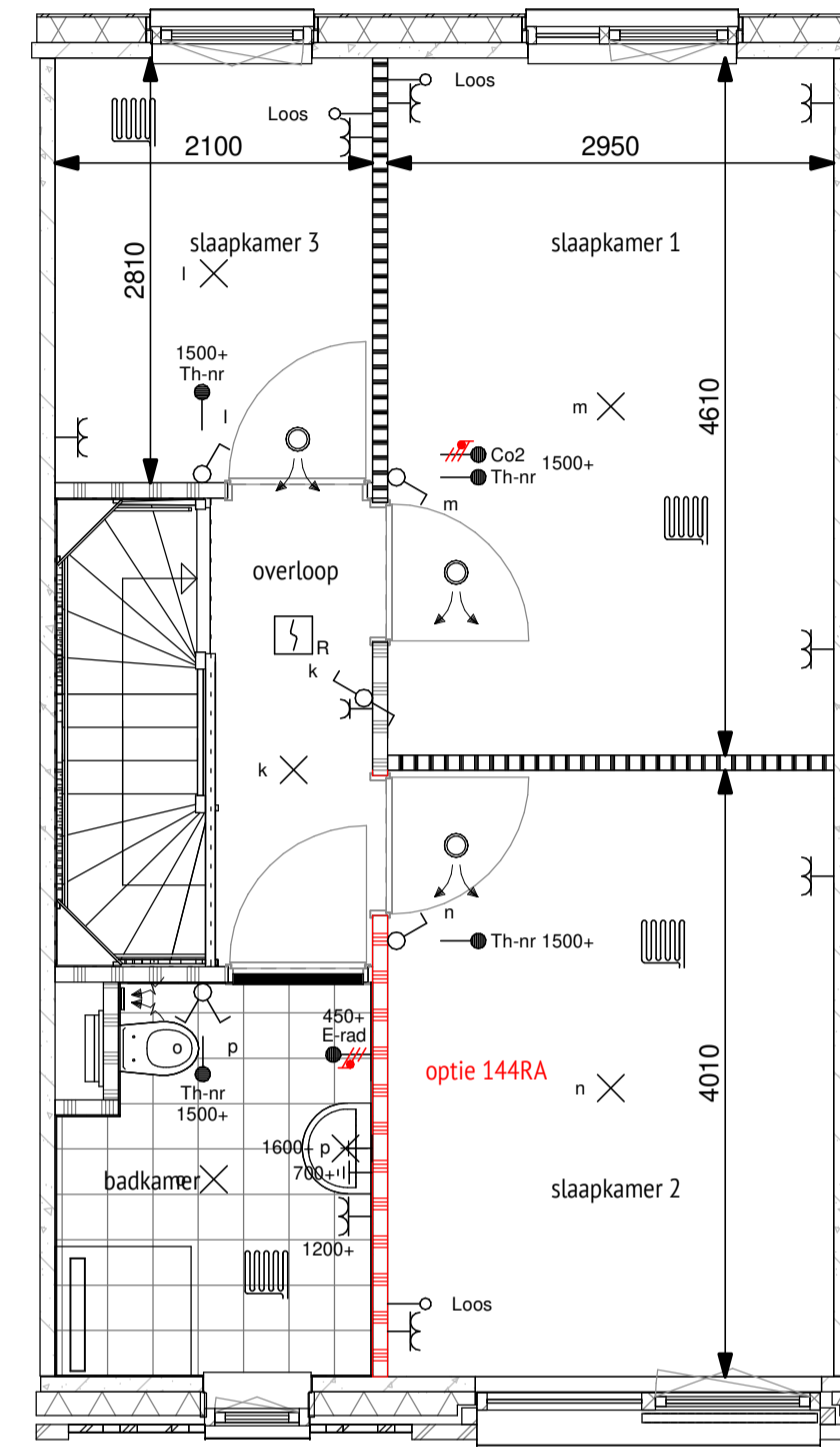 Loos
Loos
2100
2950
slaapkamer 3
slaapkamer 1
l
2810
1500+
Th-nr
l
m
4610
Co2
Th-nr 1500+
m
overloop
R
k
k
n
Th-nr 1500+
450+
E-rad
o
p
Th-nr
1500+
optie 144RA
n
4010
1600+ p
700+
badkamer
o
slaapkamer 2
1200+
Loos